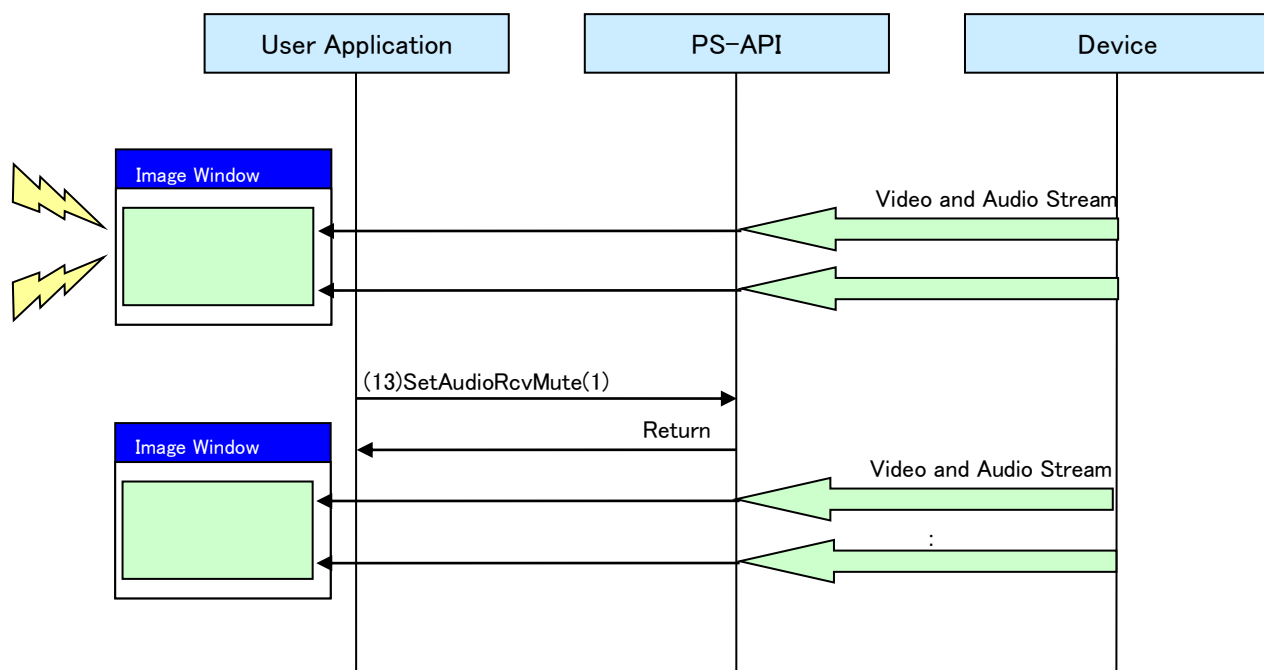 User Application
PS-API
Device
Image Window
Video and Audio Stream
(13)SetAudioRcvMute(1)
Return
Image Window
Video and Audio Stream
: